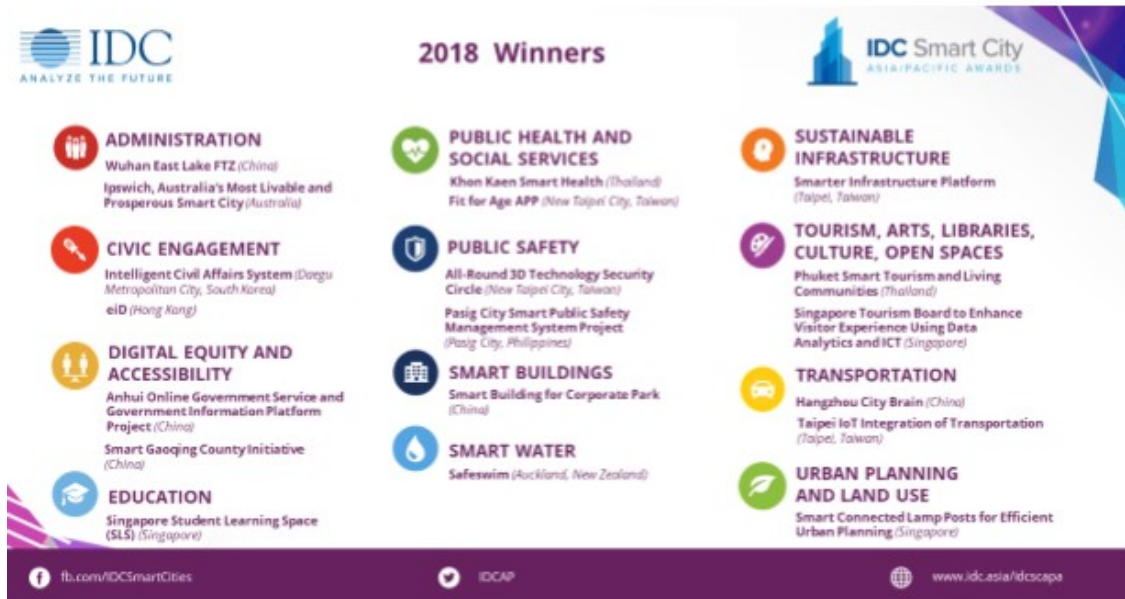 IDC
ANALYZE THE FUTURE
2018 Winners
IDC Smart City
ASIA/PACIFIC AWARDS
ADMINISTRATION
Wuhan East Lake FTZ (China)
Ipswich, Australia's Most Livable and
Prosperous Smart City (Australia)
CIVIC ENGAGEMENT
Intelligent Civil Affairs System (Daegu
Metropolitan City, South Korea)
eID (Hong Kong)
DIGITAL EQUITY AND
ACCESSIBILITY
Anhui Online Government Service and
Government Information Platform
Project (China)
Smart Gaoqing County Initiative
(China)
EDUCATION
Singapore Student Learning Space
(SLS) (Singapore)
PUBLIC HEALTH AND
SOCIAL SERVICES
Khon Kaen Smart Health (Thailand)
Fit for Age APP (New Taipei City, Taiwan)
PUBLIC SAFETY
All-Round 3D Technology Security
Circle (New Taipei City, Taiwan)
Pasig City Smart Public Safety
Management System Project
(Pasig City, Philippines)
SMART BUILDINGS
Smart Building for Corporate Park
(China)
SMART WATER
Safeswim (Auckland, New Zealand)
SUSTAINABLE
INFRASTRUCTURE
Smarter Infrastructure Platform
(Taipei, Taiwan)
TOURISM, ARTS, LIBRARIES,
CULTURE, OPEN SPACES
Phuket Smart Tourism and Living
Communities (Thailand)
Singapore Tourism Board to Enhance
Visitor Experience Using Data
Analytics and ICT (Singapore)
TRANSPORTATION
Hangzhou City Brain (China)
Taipei IoT Integration of Transportation
(Taipei, Taiwan)
URBAN PLANNING
AND LAND USE
Smart Connected Lamp Posts for Efficient
Urban Planning (Singapore)
fb.com/IDCSmartCities
IDCAP
www.idc.asia/idcscapa